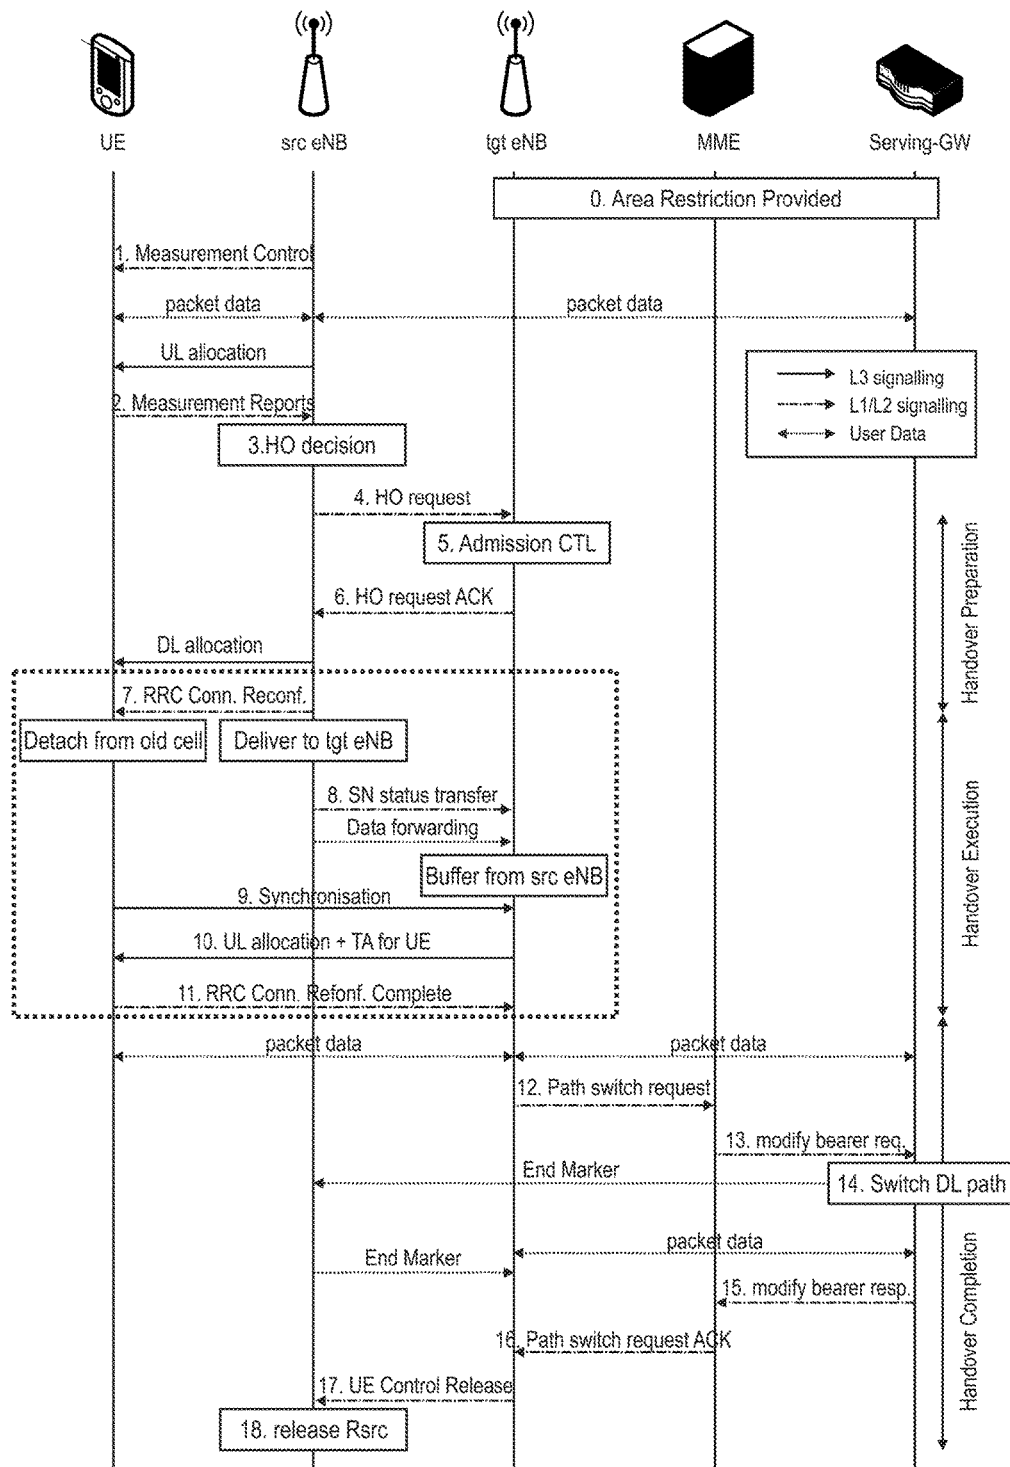 UE
src eNB
tgt eNB
MME
Serving-GW
0. Area Restriction Provided
1. Measurement Control
packet data
packet data
UL allocation
L3 signalling
L1/L2 signalling
User Data
2. Measurement Reports
3.HO decision
4. HO request
5. Admission CTL
6. HO request ACK
Handover Preparation
DL allocation
7. RRC Conn. Reconf.
Detach from old cell
Deliver to tgt eNB
8. SN status transfer
Data forwarding
Buffer from src eNB
Handover Execution
9. Synchronisation
10. UL allocation + TA for UE
11. RRC Conn. Refonf. Complete
packet data
packet data
12. Path switch request
13. modify bearer req.
End Marker
14. Switch DL path
packet data
End Marker
15. modify bearer resp.
Handover Completion
16. Path switch request ACK
17. UE Control Release
18. release Rsrc